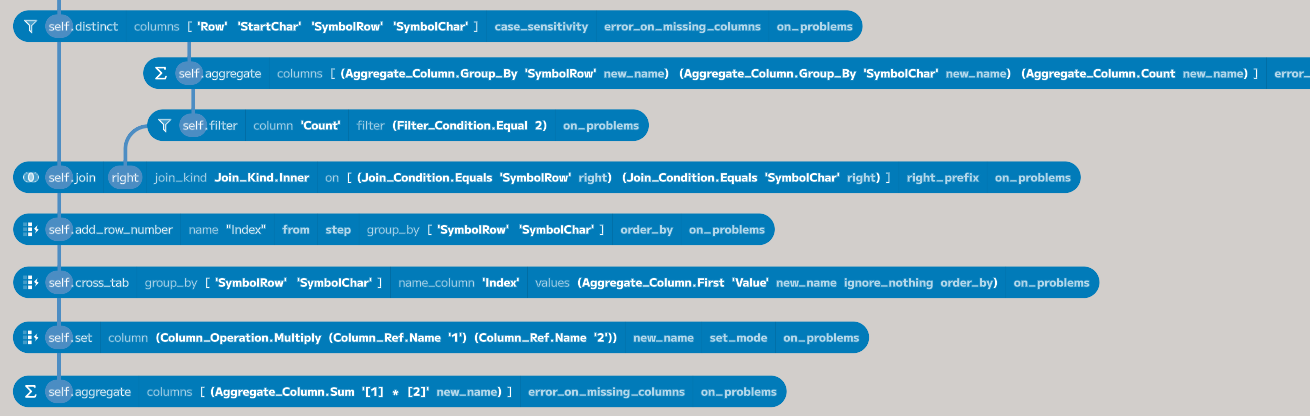 self.distinct columns [ 'Row' 'StartChar' 'SymbolRow' 'SymbolChar' ] case_sensitivity error_on_missing_columns on_problems
Σ self.aggregate columns [ (Aggregate_Column.Group_By 'SymbolRow' new_name) (Aggregate_Column.Group_By 'SymbolChar' new_name) (Aggregate_Column.Count new_name) ] error_
self.filter column 'Count' filter (Filter_Condition.Equal 2) on_problems
self.join right join_kind Join_Kind.Inner on [ (Join_Condition.Equals 'SymbolRow' right) (Join_Condition.Equals 'SymbolChar' right) ] right_prefix on_problems
self.add_row_number name "Index" from step group_by [ 'SymbolRow' 'SymbolChar' ] order_by on_problems
self.cross_tab group_by [ 'SymbolRow' 'SymbolChar' ] name_column 'Index' values (Aggregate_Column.First 'Value' new_name ignore_nothing order_by) on_problems
self.set column (Column_Operation.Multiply (Column_Ref.Name '1') (Column_Ref.Name '2')) new_name set_mode on_problems
Σ self.aggregate columns [ (Aggregate_Column.Sum '[1] * [2]' new_name) ] error_on_missing_columns on_problems